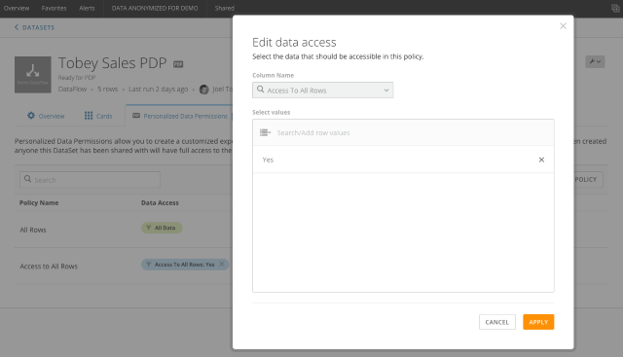 Overview Favorites Alerts DATA ANONYMIZED FOR DEMO Shared
DATASETS
Tobey Sales PDP PDP
Ready for PDP
DataFlow 5 rows Last run 2 days ago Joel
Overview Cards Personalized Data Permissions
Personalized Data Permissions allow you to create a customized
en created
anyone this DataSet has been shared with will have full access to the
Search
POLICY
Policy Name Data Access
All Rows All Data
Access to All Rows Access To All Rows: Yes
Edit data access
Select the data that should be accessible in this policy.
Column Name
Access To All Rows
Select values
Search/Add row values
Yes
CANCEL APPLY